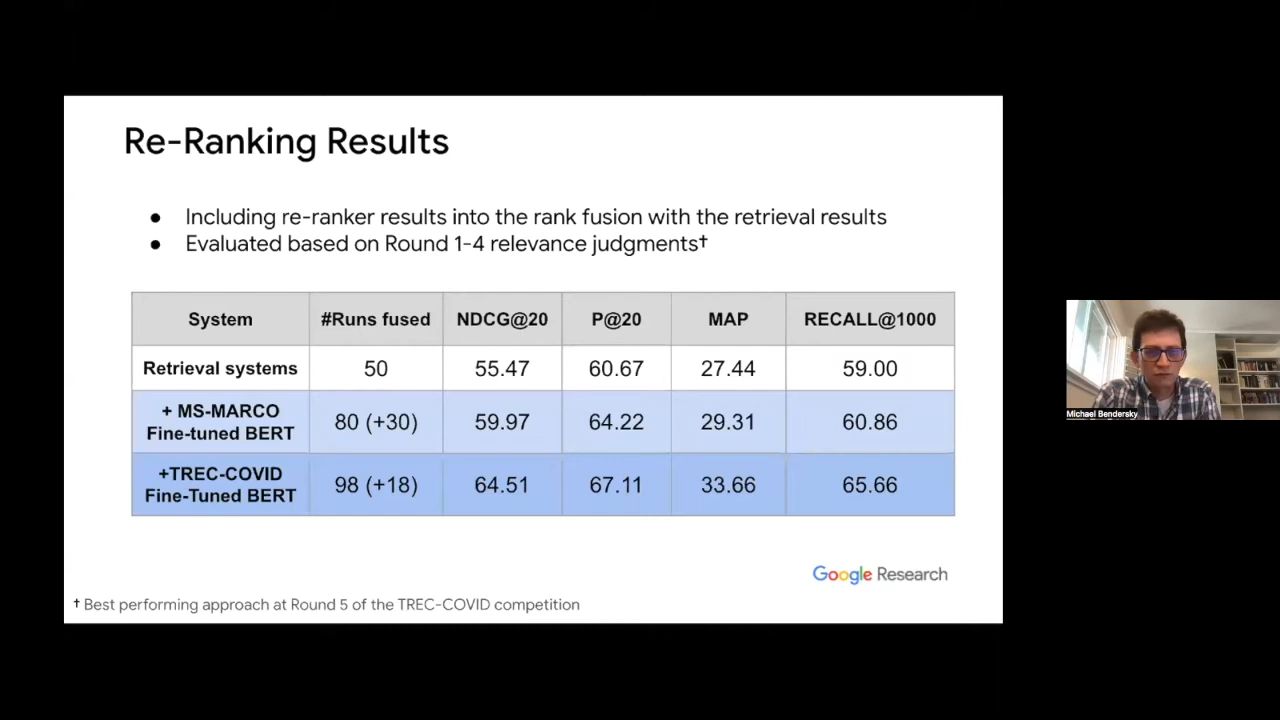 Re-Ranking Results
● Including re-ranker results into the rank fusion with the retrieval results
● Evaluated based on Round 1-4 relevance judgments†
System #Runs fused NDCG@20 P@20 MAP RECALL@1000
Retrieval systems 50 55.47 60.67 27.44 59.00
+ MS-MARCO
Fine-tuned BERT 80 (+30) 59.97 64.22 29.31 60.86
+TREC-COVID
Fine-Tuned BERT 98 (+18) 64.51 67.11 33.66 65.66
Google Research
† Best performing approach at Round 5 of the TREC-COVID competition
Michael Bendersky